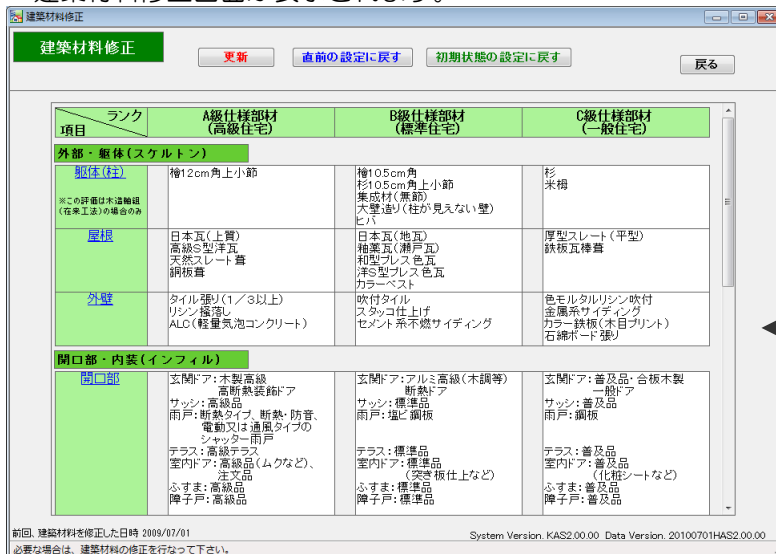 建築材料修正
建築材料修正
更新
直前の設定に戻す
初期状態の設定に戻す
戻る
ランク
項目
A級仕様部材
(高級住宅)
B級仕様部材
(標準住宅)
C級仕様部材
(一般住宅)
外部・躯体(スケルトン)
躯体(柱)
※この評価は木造軸組
(在来工法)の場合のみ
檜12cm角上小節
檜10.5cm角
杉10.5cm角上小節
集成材(無節)
大壁造り(柱が見えない壁)
ヒバ
杉
米栂
屋根
日本瓦(上質)
高級S型洋瓦
天然スレート葺
銅板葺
日本瓦(地瓦)
釉薬瓦(瀬戸瓦)
和型プレス色瓦
洋S型プレス色瓦
カラーベスト
厚型スレート(平型)
鉄板瓦棒葺
外壁
タイル張り(1/3以上)
リシン掻落し
ALC(軽量気泡コンクリート)
吹付タイル
スタッコ仕上げ
セメント系不燃サイディング
色モルタルリシン吹付
金属系サイディング
カラー鉄板(木目プリント)
石綿ボード張り
開口部・内装(インフィル)
開口部
玄関ドア:木製高級
高断熱装飾ドア
サッシ:高級品
雨戸:断熱タイプ、断熱・防音、
電動又は通風タイプの
シャッター雨戸
テラス:高級テラス
室内ドア:高級品(ムクなど)、
注文品
ふすま:高級品
障子戸:高級品
玄関ドア:アルミ高級(木調等)
断熱ドア
サッシ:標準品
雨戸:塩ビ鋼板
テラス:標準品
室内ドア:標準品
(突き板仕上など)
ふすま:標準品
障子戸:標準品
玄関ドア:普及品・合板木製
一般ドア
サッシ:普及品
雨戸:鋼板
テラス:普及品
室内ドア:普及品
(化粧シートなど)
ふすま:普及品
障子戸:普及品
前回、建築材料を修正した日時 2009/07/01
System Version. KAS2.00.00 Data Version. 20100701HAS2.00.00
必要な場合は、建築材料の修正を行なって下さい。